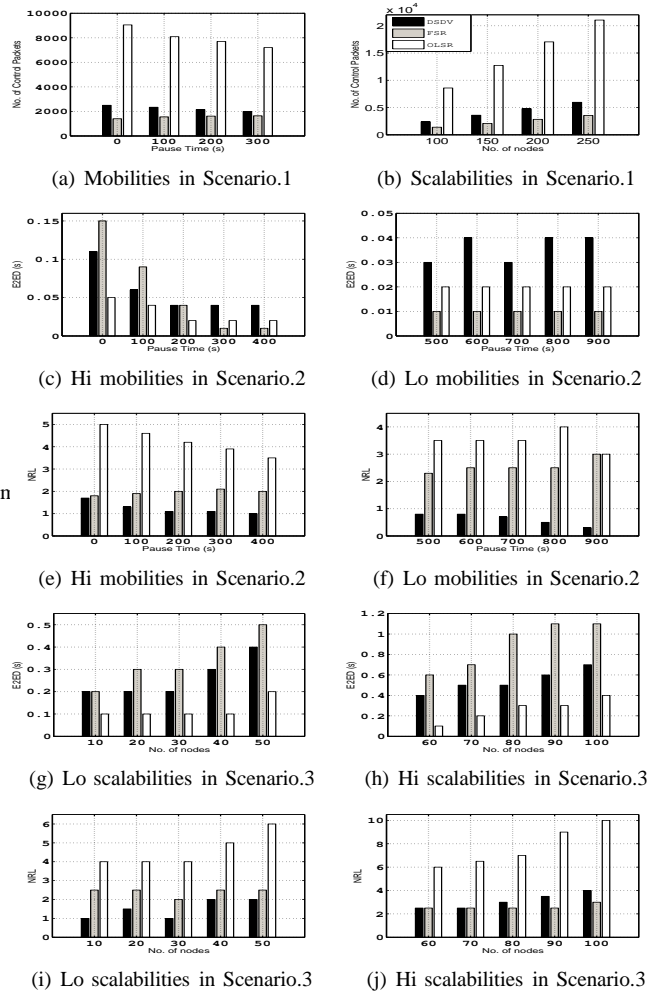 10000
8000
6000
4000
2000
0
No. of Control Packets
0 100 200 300
Pause Time (s)
(a) Mobilities in Scenario.1
x 10^4
2
1.5
1
0.5
0
No. of Control Packets
DSDV
FSR
OLSR
100 150 200 250
No. of nodes
(b) Scalabilities in Scenario.1
0.15
0.1
0.05
0
E2ED (s)
0 100 200 300 400
Pause Time (s)
(c) Hi mobilities in Scenario.2
0.05
0.04
0.03
0.02
0.01
0
E2ED (s)
500 600 700 800 900
Pause Time (s)
(d) Lo mobilities in Scenario.2
5
4
3
2
1
0
NRL
n
0 100 200 300 400
Pause Time (s)
(e) Hi mobilities in Scenario.2
4
3
2
1
0
NRL
500 600 700 800 900
Pause Time (s)
(f) Lo mobilities in Scenario.2
0.5
0.4
0.3
0.2
0.1
0
E2ED (s)
10 20 30 40 50
No. of nodes
(g) Lo scalabilities in Scenario.3
1.2
1
0.8
0.6
0.4
0.2
0
E2ED (s)
60 70 80 90 100
No. of nodes
(h) Hi scalabilities in Scenario.3
6
5
4
3
2
1
0
NRL
10 20 30 40 50
No. of nodes
(i) Lo scalabilities in Scenario.3
10
8
6
4
2
0
NRL
60 70 80 90 100
No. of nodes
(j) Hi scalabilities in Scenario.3